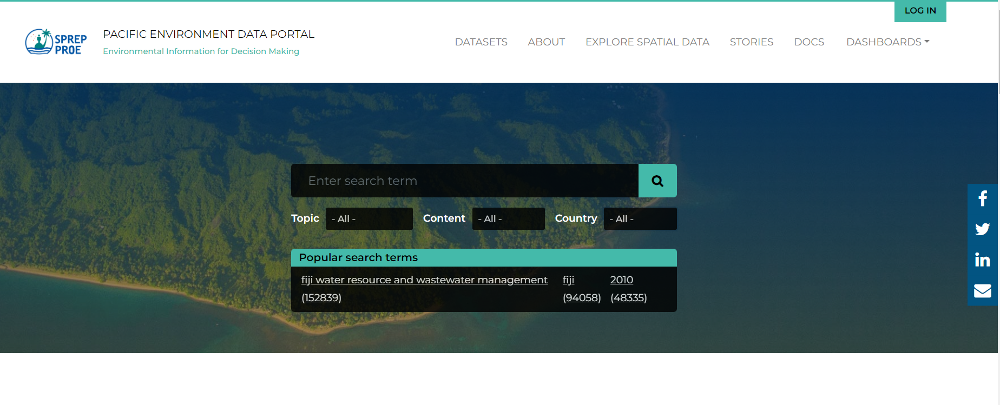 LOG IN
SPREP
PROE
PACIFIC ENVIRONMENT DATA PORTAL
Environmental Information for Decision Making
DATASETS ABOUT EXPLORE SPATIAL DATA STORIES DOCS DASHBOARDS
Enter search term
Topic - All - Content - All - Country - All -
Popular search terms
fiji water resource and wastewater management (152839)
fiji (94058)
2010 (48335)